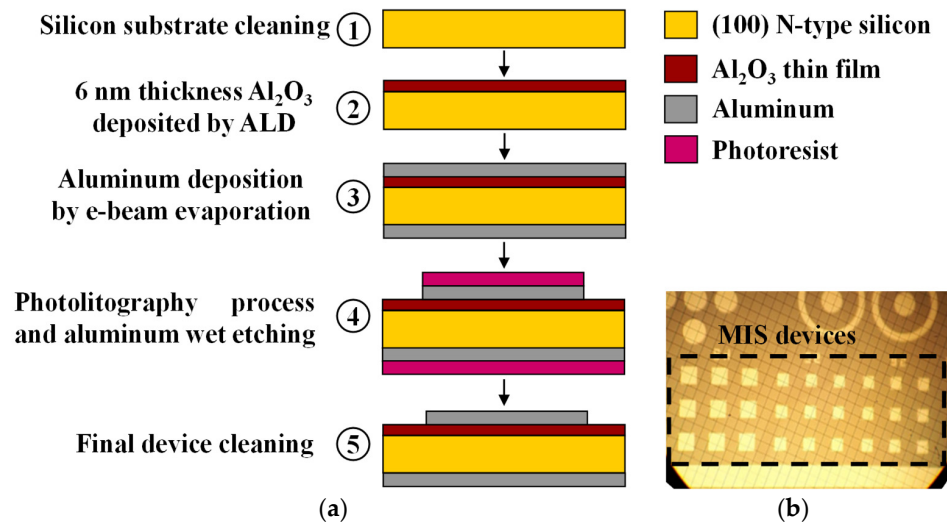 Silicon substrate cleaning
1
6 nm thickness Al₂O₃
deposited by ALD
2
Aluminum deposition
by e-beam evaporation
3
Photolitography process
and aluminum wet etching
4
Final device cleaning
5
(a)
(100) N-type silicon
Al₂O₃ thin film
Aluminum
Photoresist
MIS devices
(b)